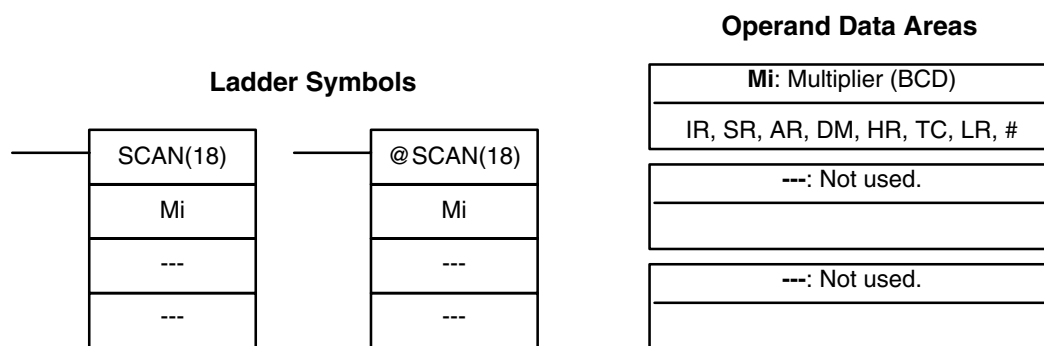 Ladder Symbols
SCAN(18)
Mi
---
---
@SCAN(18)
Mi
---
---
Operand Data Areas
Mi: Multiplier (BCD)
IR, SR, AR, DM, HR, TC, LR, #
---: Not used.
---: Not used.